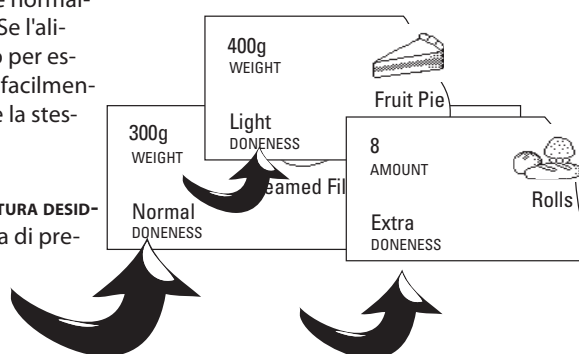 e normal-
Se l'ali-
o per es-
facilmen-
e la stes-
TURA DESID-
a di pre-
400g
WEIGHT
Fruit Pie
Light
DONENESS
300g
WEIGHT
eamed Fil
Normal
DONENESS
8
AMOUNT
Rolls
Extra
DONENESS